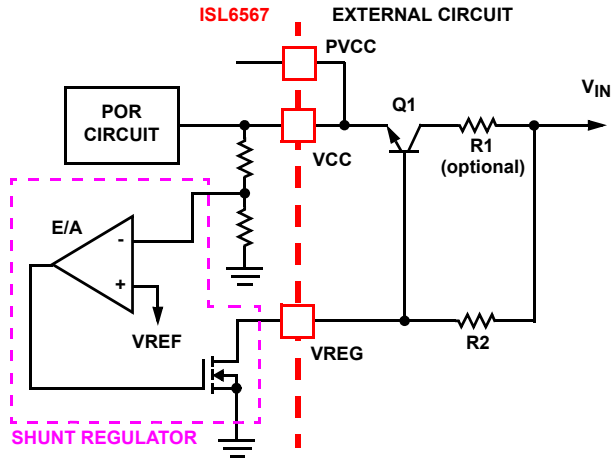 ISL6567
EXTERNAL CIRCUIT
PVCC
VIN
Q1
POR
CIRCUIT
VCC
R1
(optional)
E/A
-
+
VREF
VREG
R2
SHUNT REGULATOR